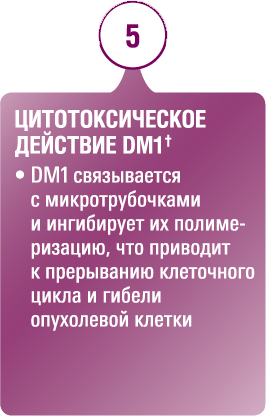 5
ЦИТОТОКСИЧЕСКОЕ
ДЕЙСТВИЕ DM1†
• DM1 связывается
с микротрубочками
и ингибирует их полиме-
ризацию, что приводит
к прерыванию клеточного
цикла и гибели
опухолевой клетки